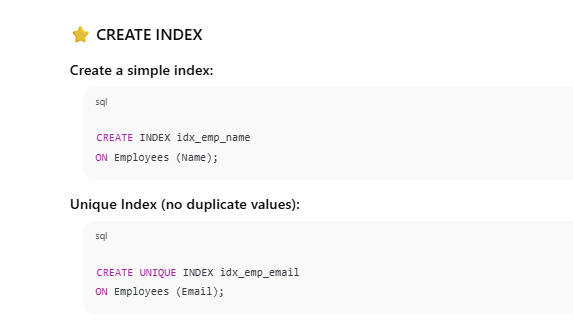 ⭐ CREATE INDEX
Create a simple index:
sql
CREATE INDEX idx_emp_name
ON Employees (Name);
Unique Index (no duplicate values):
sql
CREATE UNIQUE INDEX idx_emp_email
ON Employees (Email);